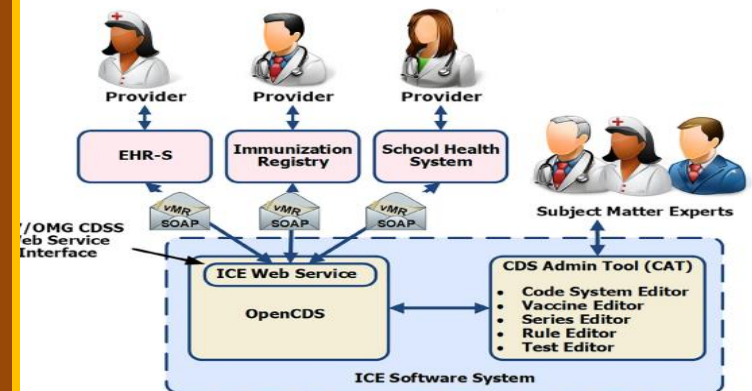 Provider
Provider
Provider
EHR-S
Immunization
Registry
School Health
System
vMR
SOAP
vMR
SOAP
vMR
SOAP
Subject Matter Experts
/OMG CDSS
eb Service
Interface
ICE Web Service
OpenCDS
CDS Admin Tool (CAT)
• Code System Editor
• Vaccine Editor
• Series Editor
• Rule Editor
• Test Editor
ICE Software System